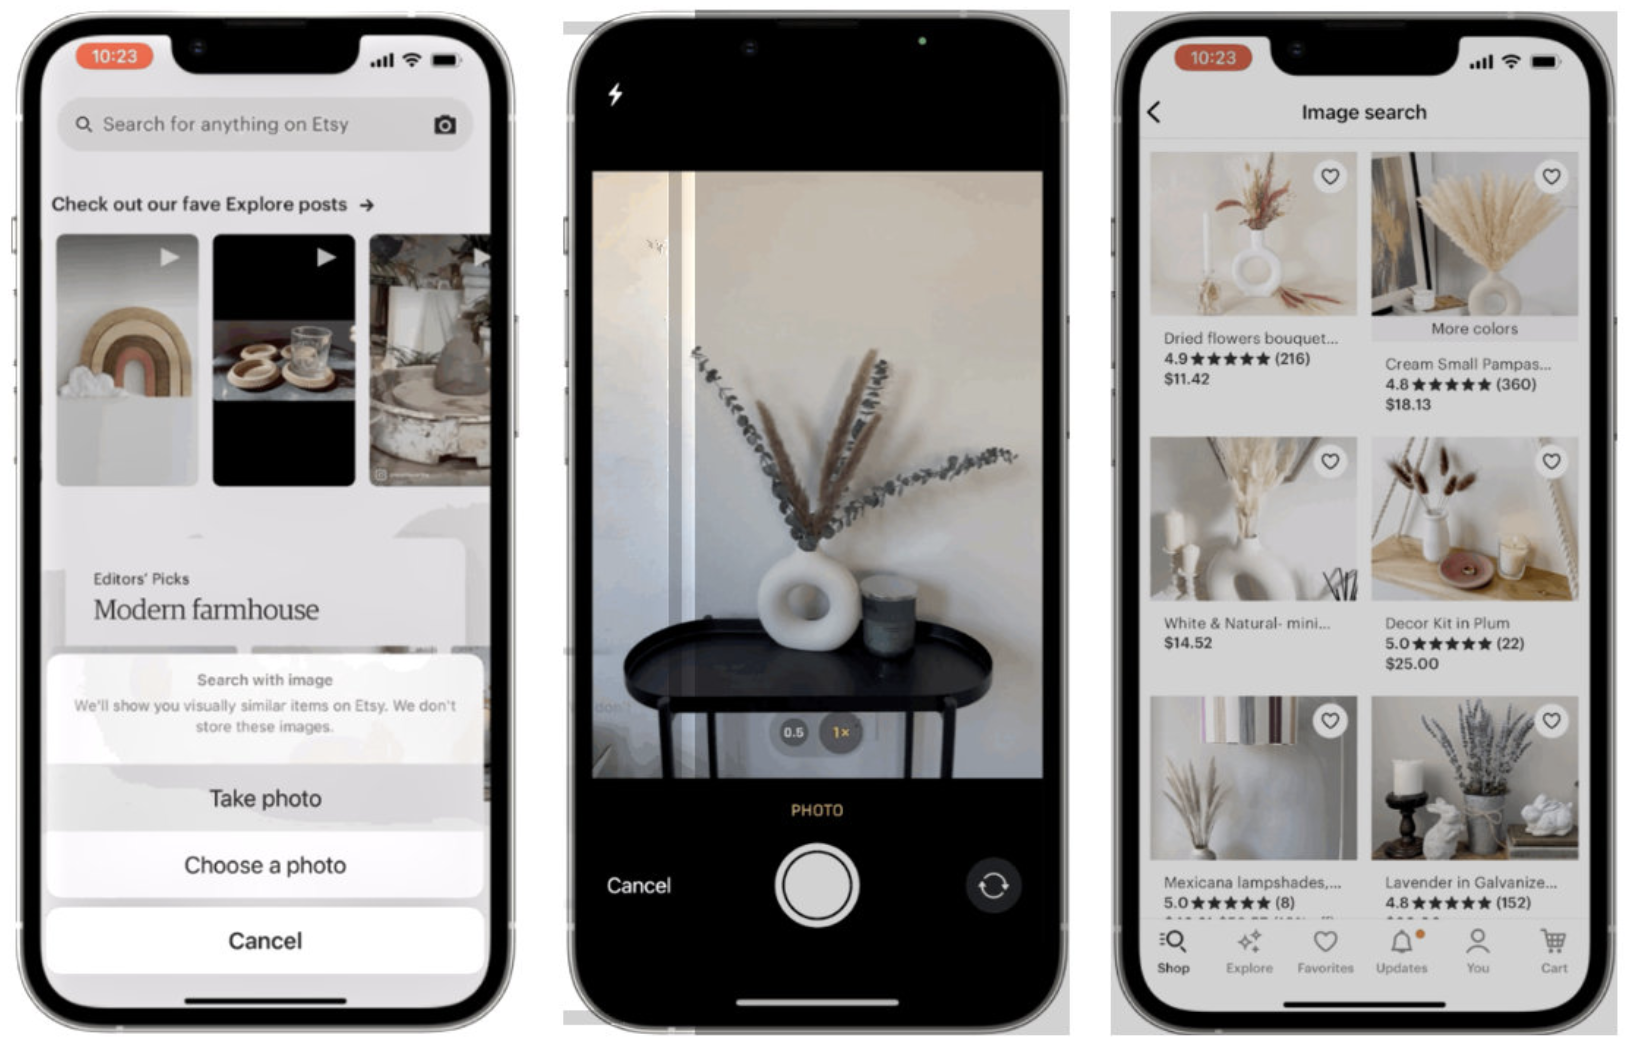 10:23
Search for anything on Etsy
Check out our fave Explore posts →
Editors' Picks
Modern farmhouse
Search with image
We'll show you visually similar items on Etsy. We don't
store these images.
Take photo
Choose a photo
Cancel
0.5 1×
PHOTO
Cancel
10:23
Image search
Dried flowers bouquet...
4.9★★★★★ (216)
$11.42
More colors
Cream Small Pampas...
4.8★★★★★ (360)
$18.13
White & Natural- mini...
$14.52
Decor Kit in Plum
5.0★★★★★ (22)
$25.00
Mexicana lampshades,...
5.0★★★★★ (8)
Lavender in Galvanize...
4.8★★★★★ (152)
Shop Explore Favorites Updates You Cart